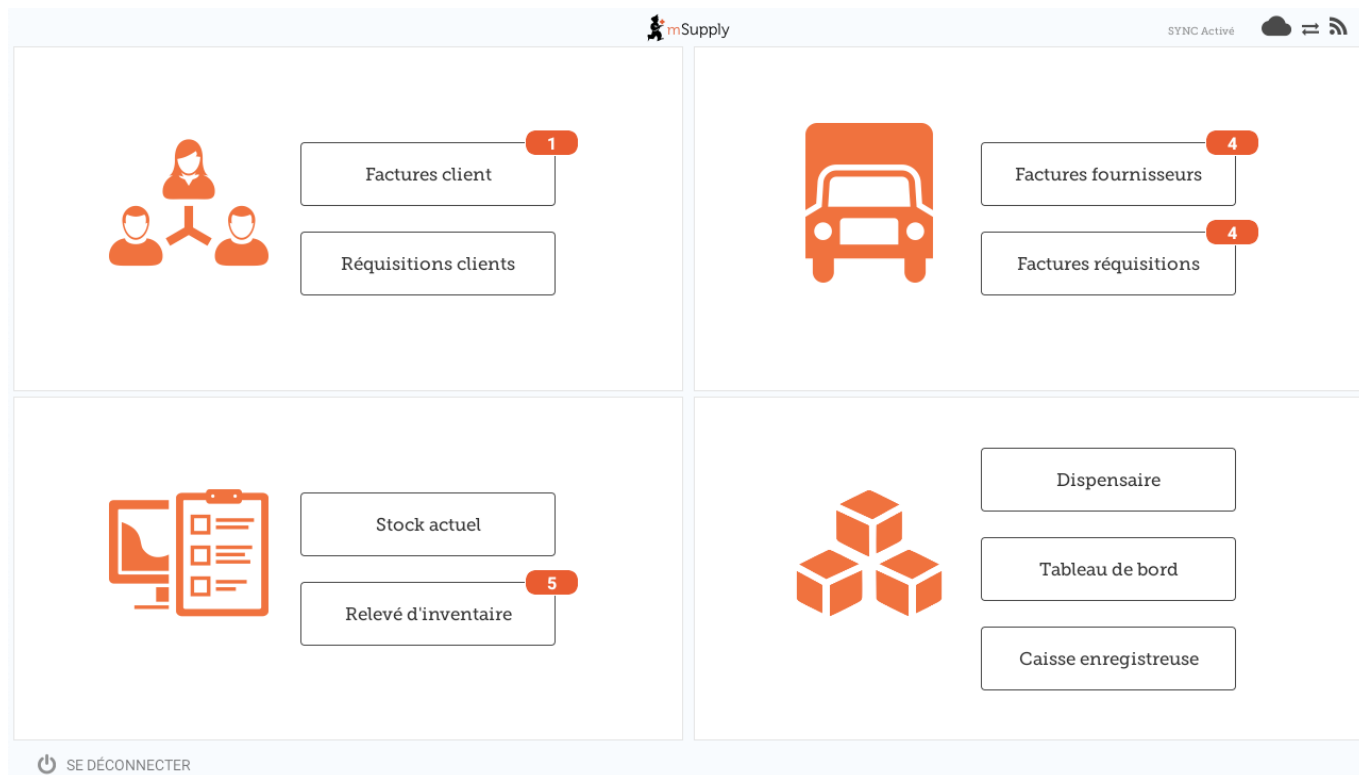 mSupply
SYNC Activé
1
Factures client
Réquisitions clients
4
Factures fournisseurs
4
Factures réquisitions
Stock actuel
5
Relevé d'inventaire
Dispensaire
Tableau de bord
Caisse enregistreuse
SE DÉCONNECTER